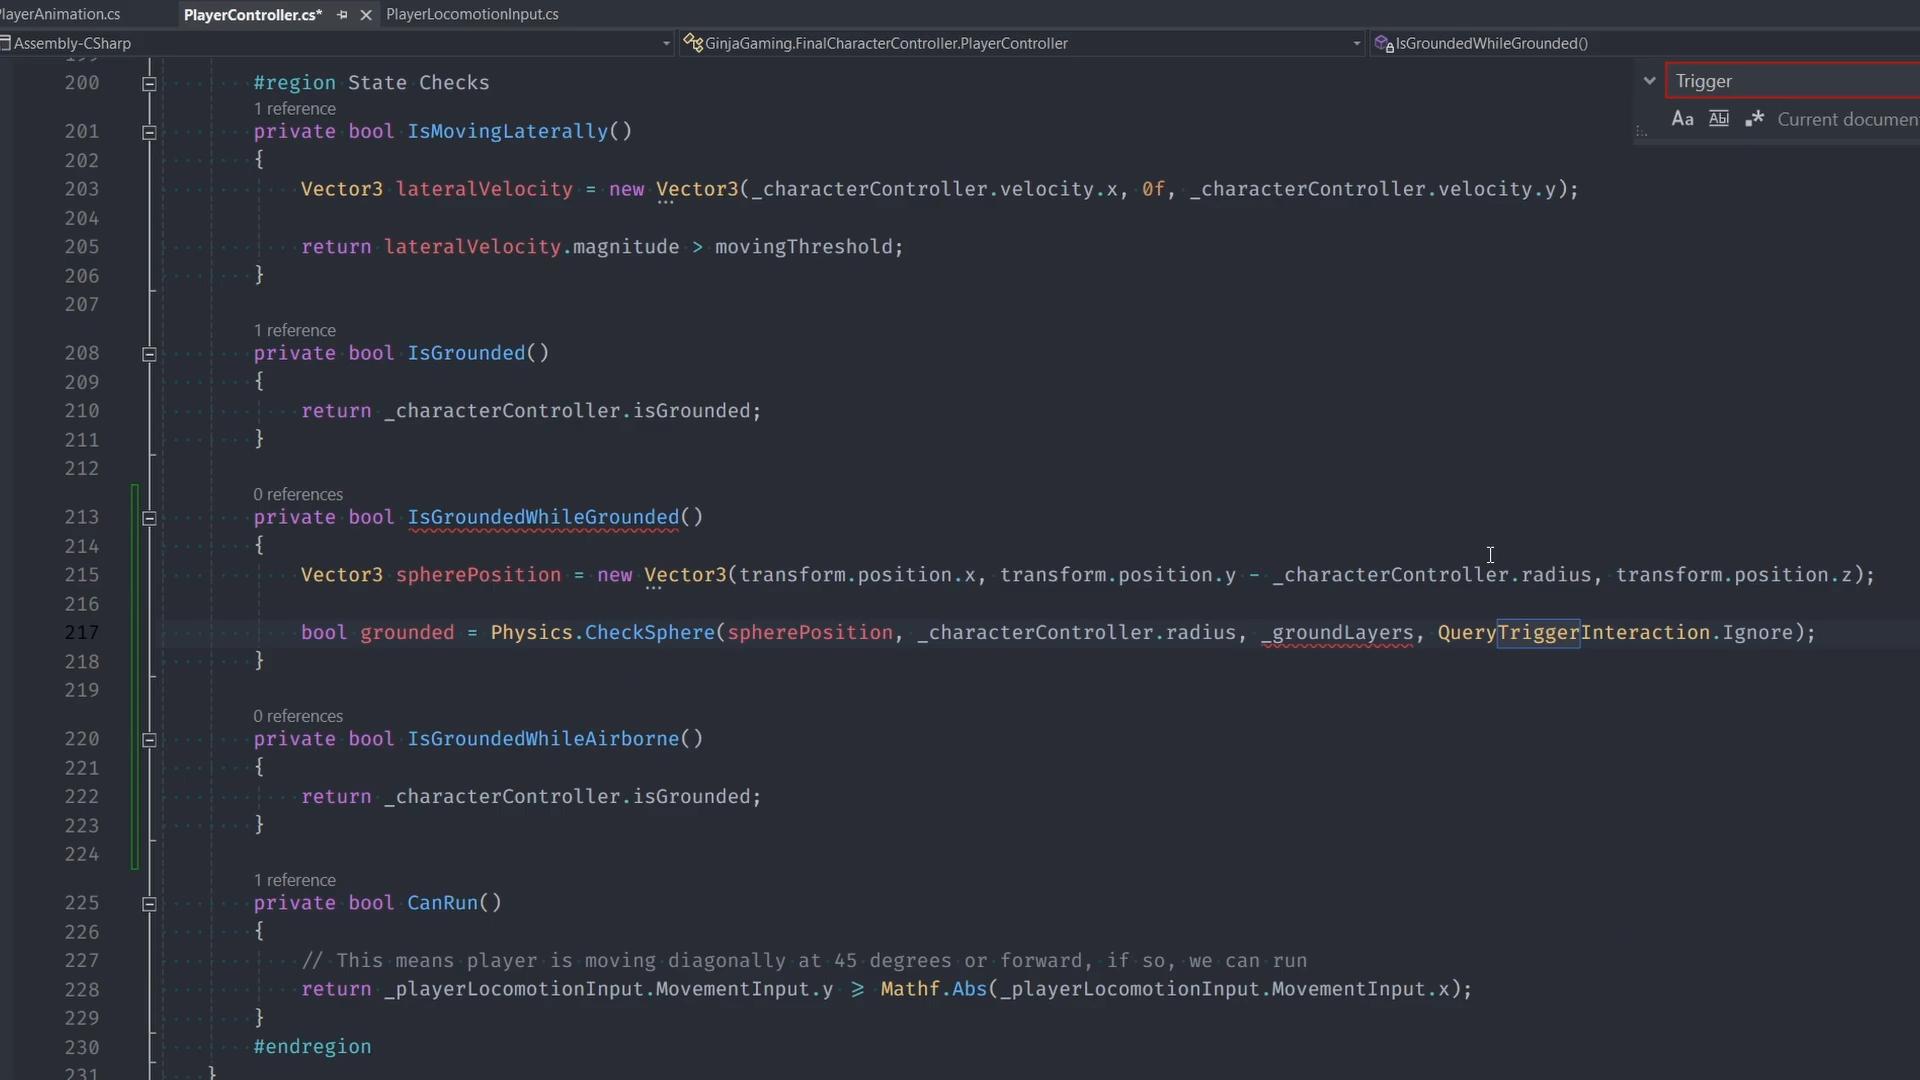 layerAnimation.cs PlayerController.cs* PlayerLocomotionInput.cs
Assembly-CSharp GinjaGaming.FinalCharacterController.PlayerController IsGroundedWhileGrounded()
Trigger
Aa Abl .* Current documen
200 #region State Checks
1 reference
201 private bool IsMovingLaterally()
202 {
203 Vector3 lateralVelocity = new Vector3(_characterController.velocity.x, 0f, _characterController.velocity.y);
204
205 return lateralVelocity.magnitude > movingThreshold;
206 }
207
1 reference
208 private bool IsGrounded()
209 {
210 return _characterController.isGrounded;
211 }
212
0 references
213 private bool IsGroundedWhileGrounded()
214 {
215 Vector3 spherePosition = new Vector3(transform.position.x, transform.position.y - _characterController.radius, transform.position.z);
216
217 bool grounded = Physics.CheckSphere(spherePosition, _characterController.radius, _groundLayers, QueryTriggerInteraction.Ignore);
218 }
219
0 references
220 private bool IsGroundedWhileAirborne()
221 {
222 return _characterController.isGrounded;
223 }
224
1 reference
225 private bool CanRun()
226 {
227 // This means player is moving diagonally at 45 degrees or forward, if so, we can run
228 return _playerLocomotionInput.MovementInput.y ⩾ Mathf.Abs(_playerLocomotionInput.MovementInput.x);
229 }
230 #endregion
231 }